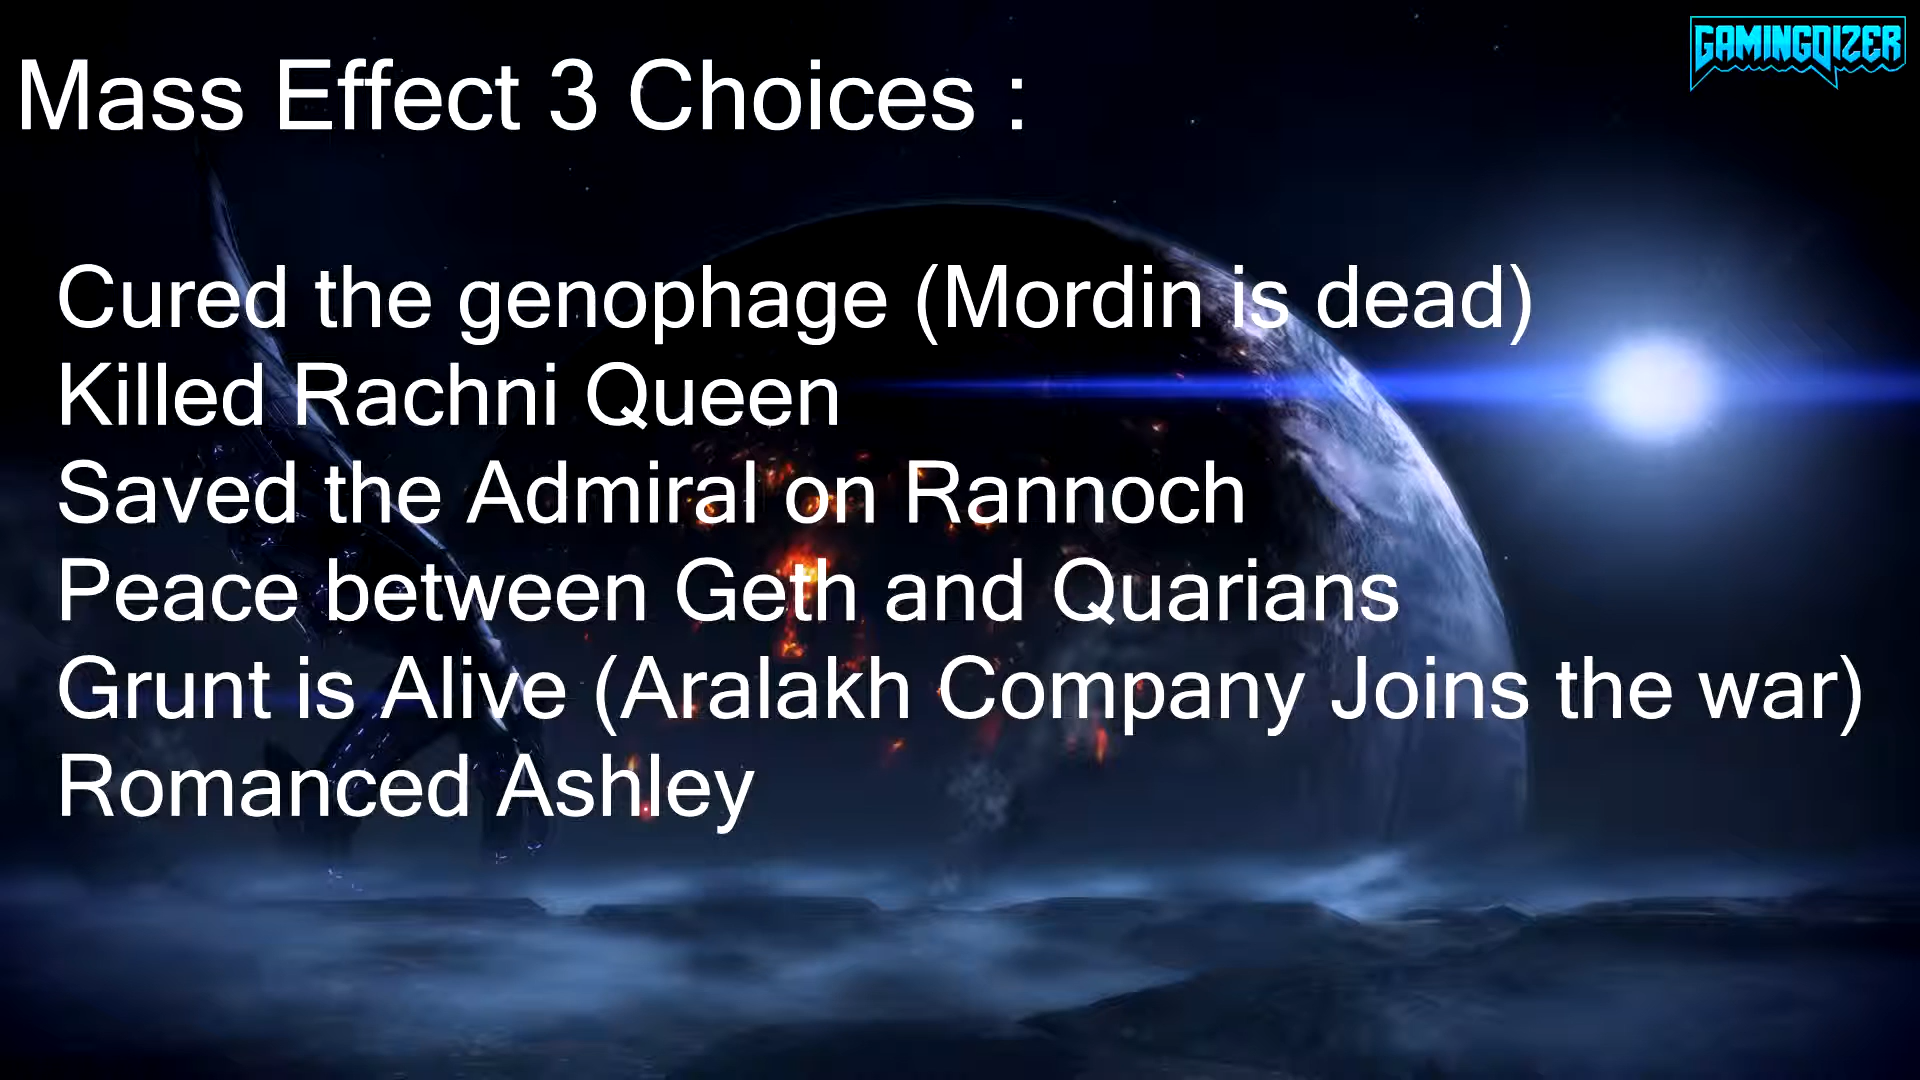 GAMINGDIZER
Mass Effect 3 Choices :
Cured the genophage (Mordin is dead)
Killed Rachni Queen
Saved the Admiral on Rannoch
Peace between Geth and Quarians
Grunt is Alive (Aralakh Company Joins the war)
Romanced Ashley